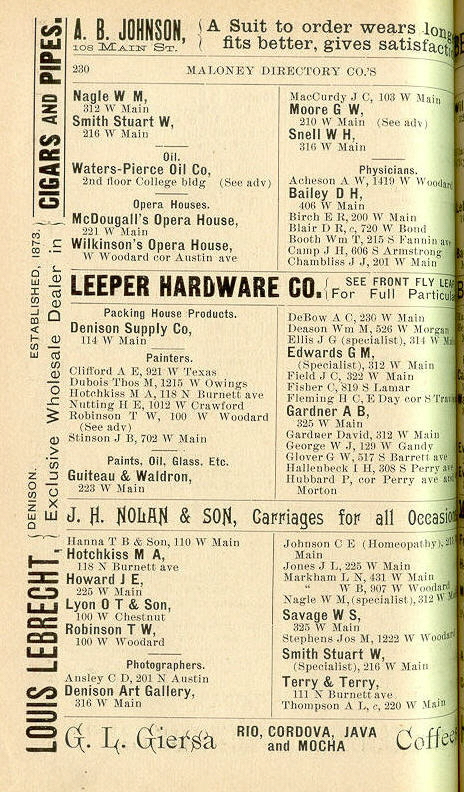 A. B. JOHNSON,
108 MAIN ST.
A Suit to order wears
fits better, gives
230 MALONEY DIRECTORY CO.'S
Nagle W M,
312 W Main
Smith Stuart W,
216 W Main
Oil.
Waters-Pierce Oil Co,
2nd floor College bldg (See adv)
Opera Houses.
McDougall's Opera House,
221 W Main
Wilkinson's Opera House,
W Woodard cor Austin ave
MacCurdy J C, 103 W Main
Moore G W,
210 W Main (See adv)
Snell W H,
316 W Main
Physicians.
Acheson A W, 1419 W Woodard
Bailey D H,
406 W Main
Birch E R, 200 W Main
Blair D R, c, 720 W Bond
Booth Wm T, 215 S Fannin ave
Camp J H, 606 S Armstrong
Chambliss J J, 201 W Main
LEEPER HARDWARE CO.
SEE FRONT FLY
For Full
Packing House Products.
Denison Supply Co,
114 W Main
Painters.
Clifford A E, 921 W Texas
Dubois Thos M, 1215 W Owings
Hotchkiss M A, 118 N Burnett ave
Nutting H E, 1012 W Crawford
Robinson T W, 100 W Woodard
(See adv)
Stinson J B, 702 W Main
Paints, Oil, Glass, Etc.
Guiteau & Waldron,
223 W Main
DeBow A C, 230 W Main
Deason Wm M, 526 W Morgan
Ellis J G (specialist), 314 W
Edwards G M,
(Specialist), 312 W Main
Field J C, 322 W Main
Fisher C, 819 S Lamar
Fleming H C, E Day cor S
Gardner A B,
325 W Main
Gardner David, 312 W Main
George W J, 129 W Gandy
Glover G W, 517 S Barrett ave
Hallenbeck I H, 308 S Perry ave
Hubbard P, cor Perry ave and
Morton
J. H. NOLAN & SON, Carriages for all
Hanna T B & Son, 110 W Main
Hotchkiss M A,
118 N Burnett ave
Howard J E,
225 W Main
Lyon O T & Son,
100 W Chestnut
Robinson T W,
100 W Woodard
Photographers.
Ansley C D, 201 N Austin
Denison Art Gallery,
316 W Main
Johnson C E (Homeopathy),
Main
Jones J L, 225 W Main
Markham L N, 431 W Main
" W B, 907 W Woodard
Nagle W M, (specialist), 312 W
Savage W S,
325 W Main
Stephens Jos M, 1222 W Woodard
Smith Stuart W,
(Specialist), 216 W Main
Terry & Terry,
111 N Burnett ave
Thompson A L, c, 220 W Main
G. L. Giersa
RIO, CORDOVA, JAVA
and MOCHA
LOUIS LEBRECHT,
DENISON. ESTABLISHED, 1873.
Exclusive Wholesale Dealer in
CIGARS AND PIPES.